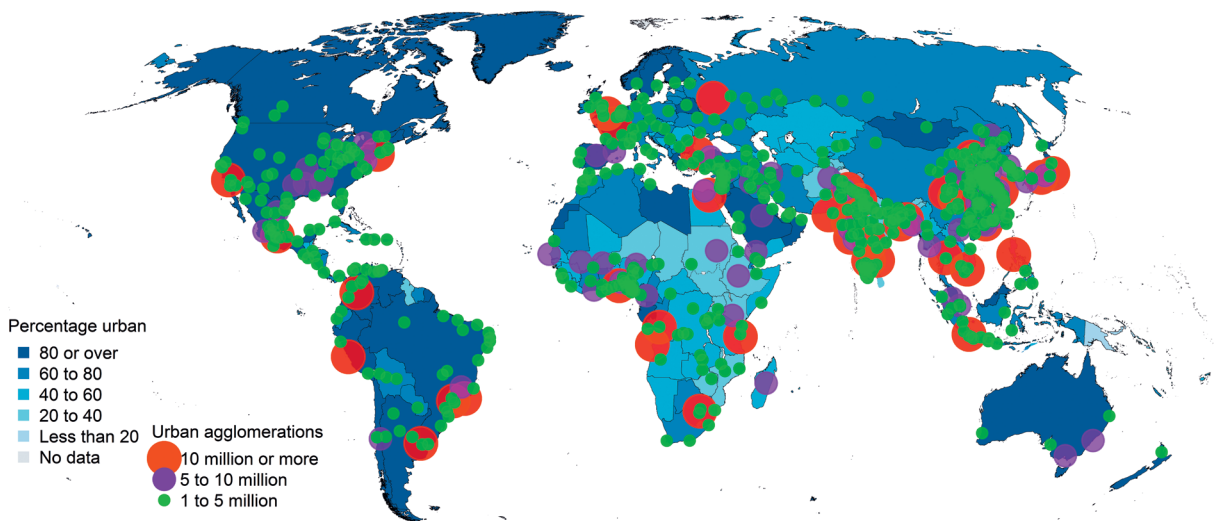 Percentage urban
80 or over
60 to 80
40 to 60
20 to 40
Less than 20
No data
Urban agglomerations
10 million or more
5 to 10 million
1 to 5 million